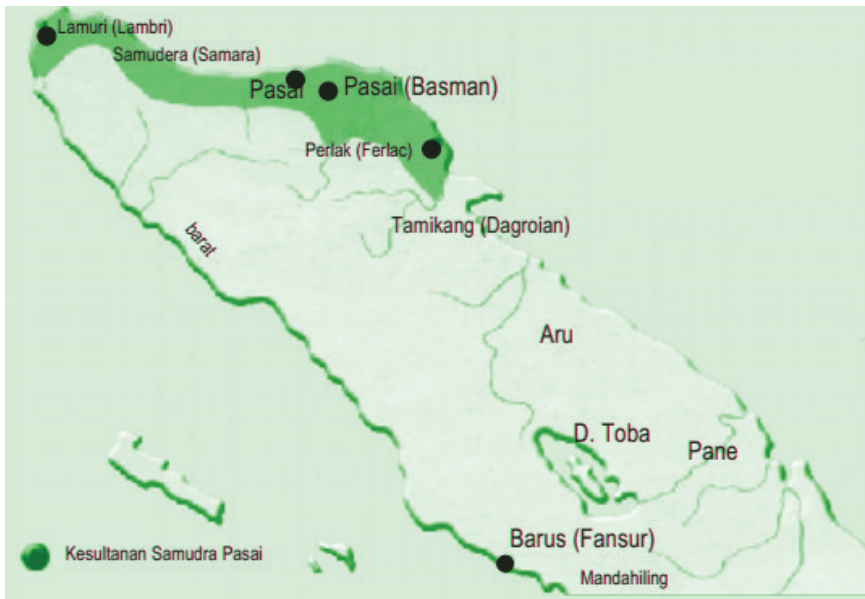 Lamuri (Lambri)
Samudera (Samara)
Pasai
Pasai (Basman)
Perlak (Ferlac)
Tamikang (Dagroian)
barat
Aru
D. Toba
Pane
Barus (Fansur)
Kesultanan Samudra Pasai
Mandahiling